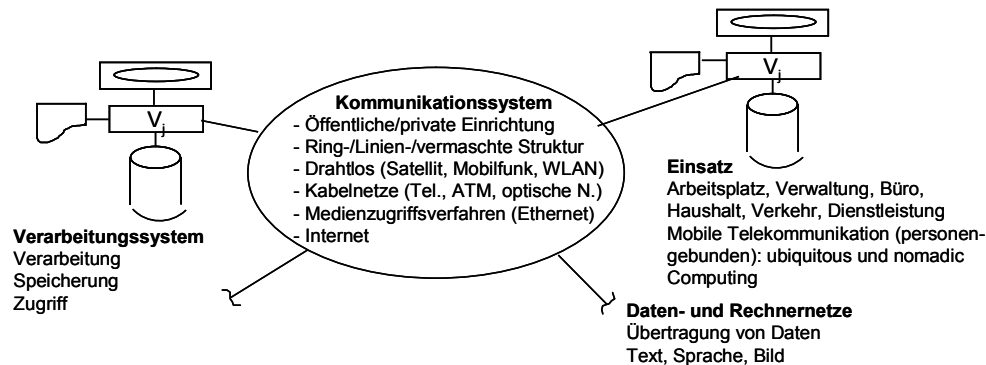 V j
Verarbeitungssystem
Verarbeitung
Speicherung
Zugriff
Kommunikationssystem
- Öffentliche/private Einrichtung
- Ring-/Linien-/vermaschte Struktur
- Drahtlos (Satellit, Mobilfunk, WLAN)
- Kabelnetze (Tel., ATM, optische N.)
- Medienzugriffsverfahren (Ethernet)
- Internet
V j
Einsatz
Arbeitsplatz, Verwaltung, Büro,
Haushalt, Verkehr, Dienstleistung
Mobile Telekommunikation (personen-
gebunden): ubiquitous und nomadic
Computing
Daten- und Rechnernetze
Übertragung von Daten
Text, Sprache, Bild